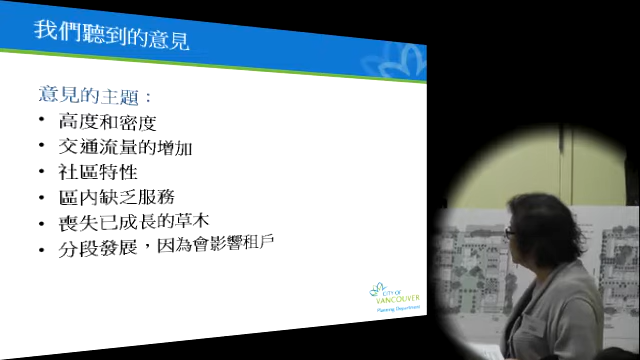 我們聽到的意見
意見的主題：
• 高度和密度
• 交通流量的增加
• 社區特性
• 區內缺乏服務
• 喪失已成長的草木
• 分段發展，因為會影響租戶
CITY OF
VANCOUVER
Planning Department